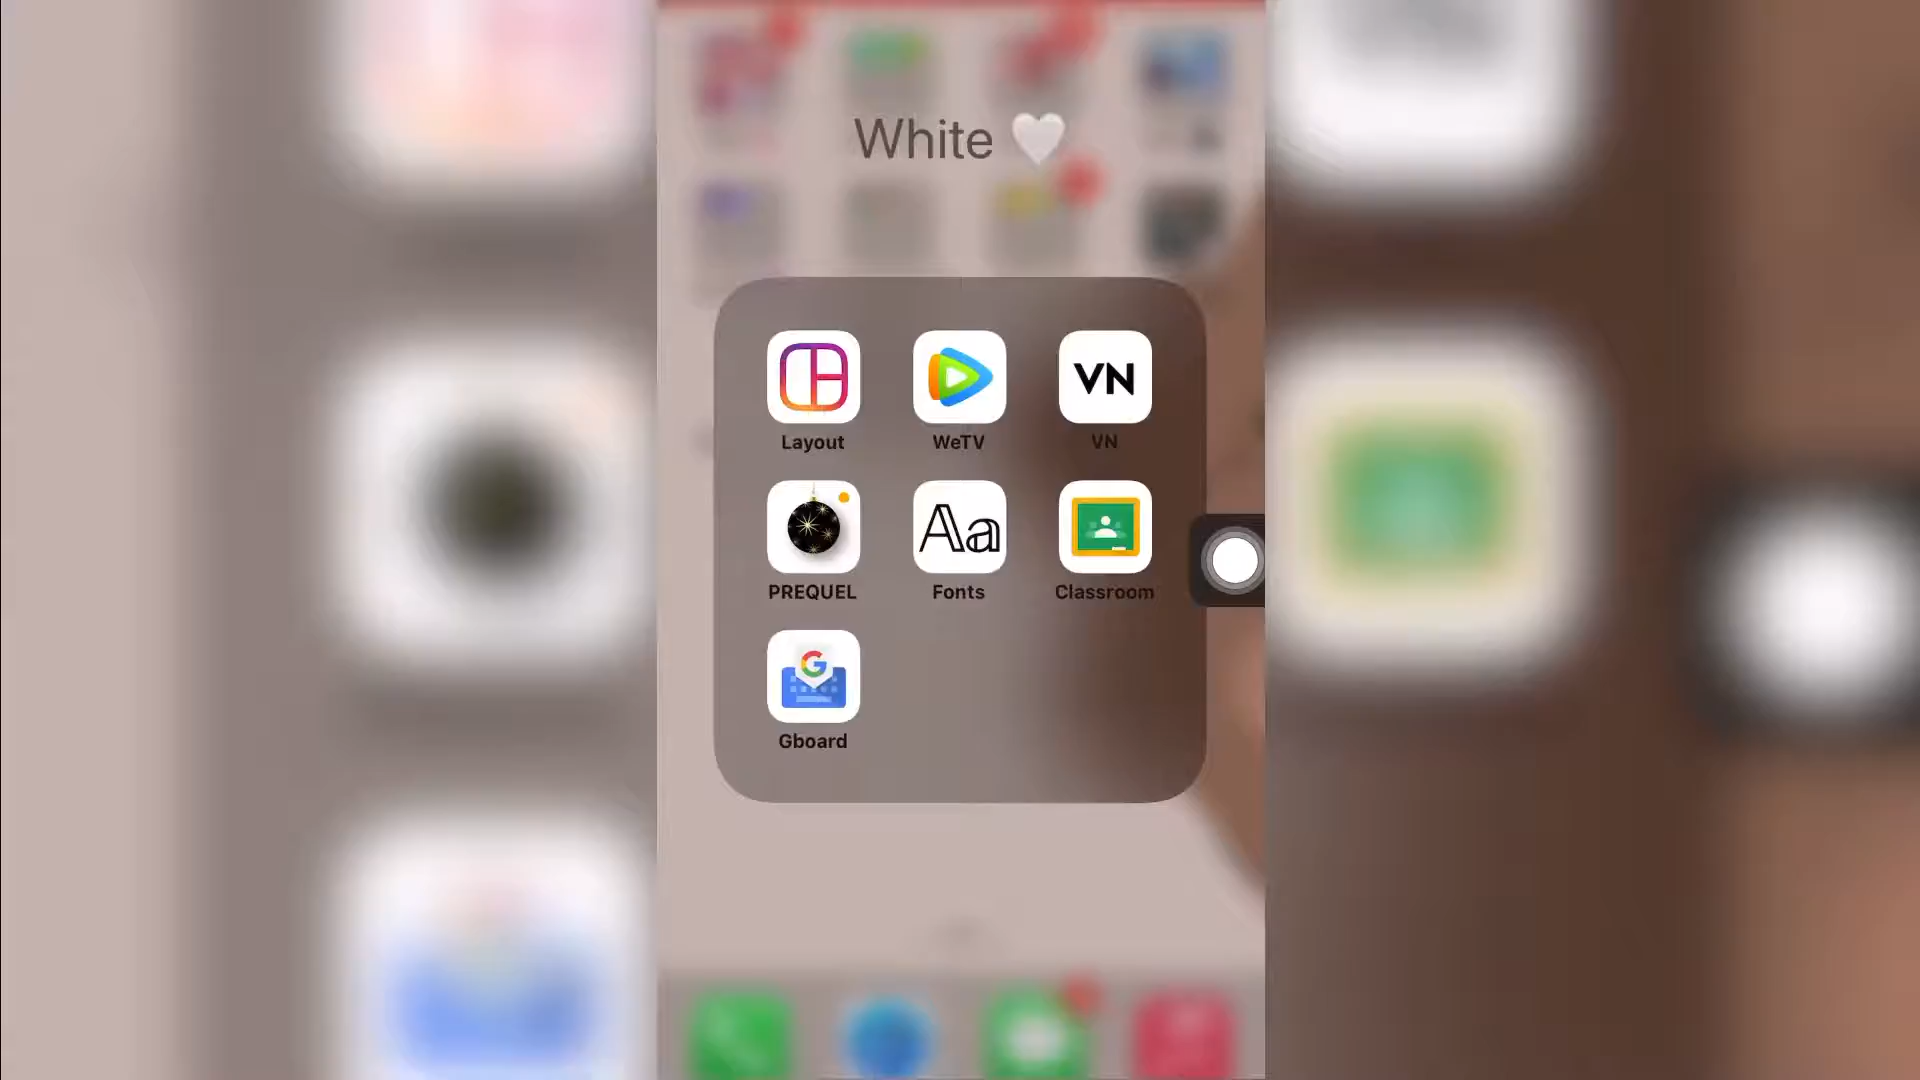 White 🤍
Layout
WeTV
VN
VN
PREQUEL
Aa
Fonts
Classroom
G
Gboard